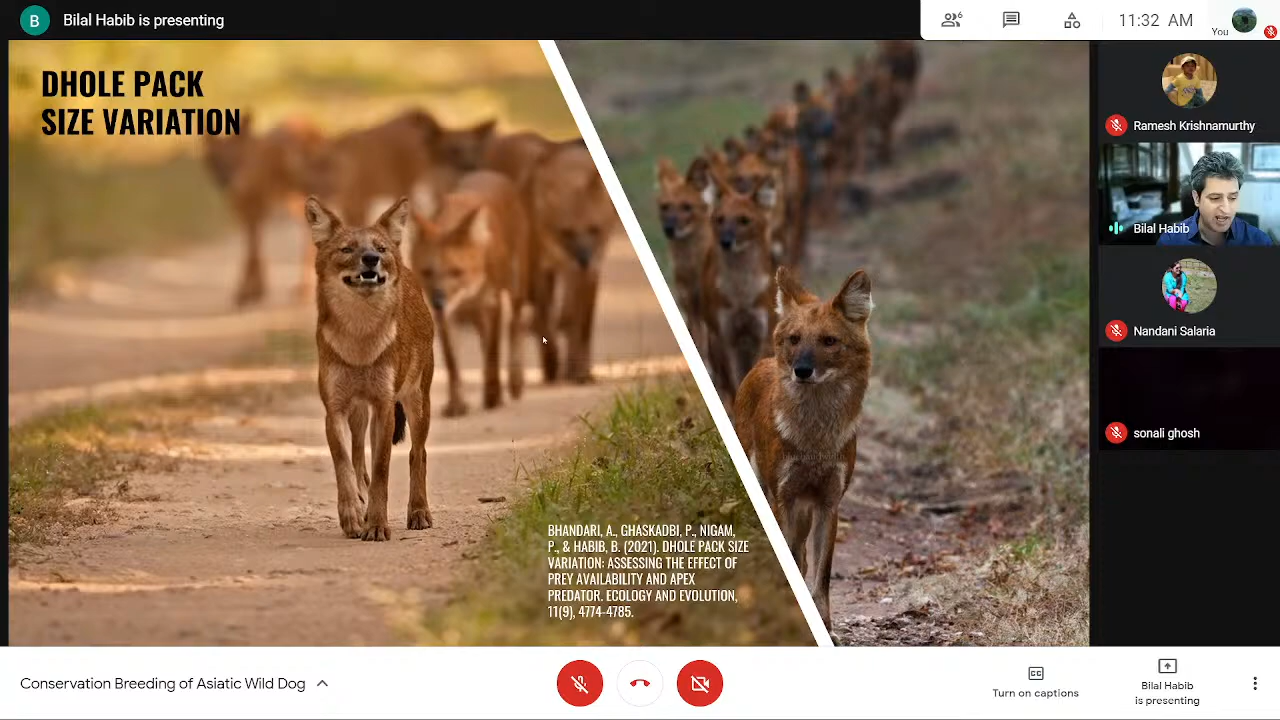 B Bilal Habib is presenting
6
11:32 AM
You
DHOLE PACK
SIZE VARIATION
Ramesh Krishnamurthy
Bilal Habib
Nandani Salaria
sonali ghosh
BHANDARI, A., GHASKADBI, P., NIGAM,
P., & HABIB, B. (2021). DHOLE PACK SIZE
VARIATION: ASSESSING THE EFFECT OF
PREY AVAILABILITY AND APEX
PREDATOR. ECOLOGY AND EVOLUTION,
11(9), 4774-4785.
Conservation Breeding of Asiatic Wild Dog
CC
Turn on captions
Bilal Habib
is presenting